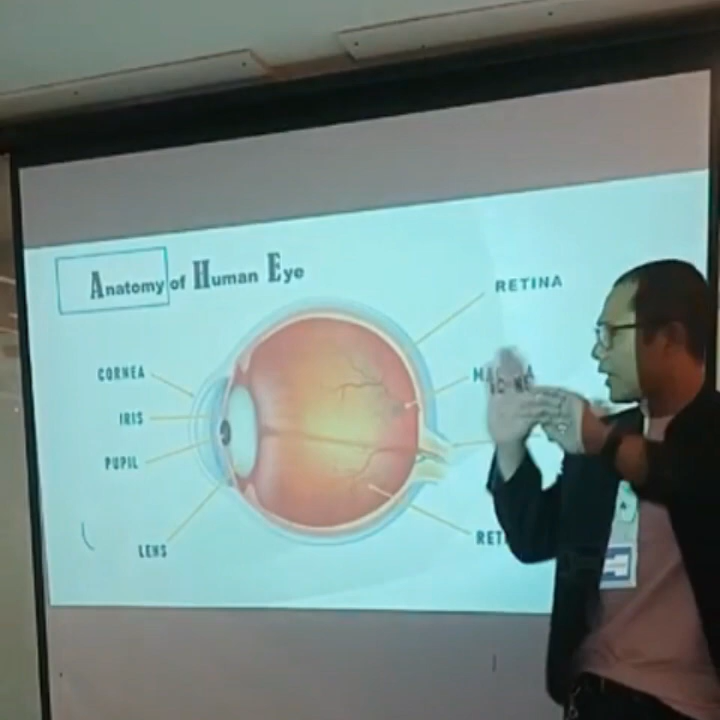 Anatomy of Human Eye
RETINA
CORNEA
IRIS
PUPIL
LENS